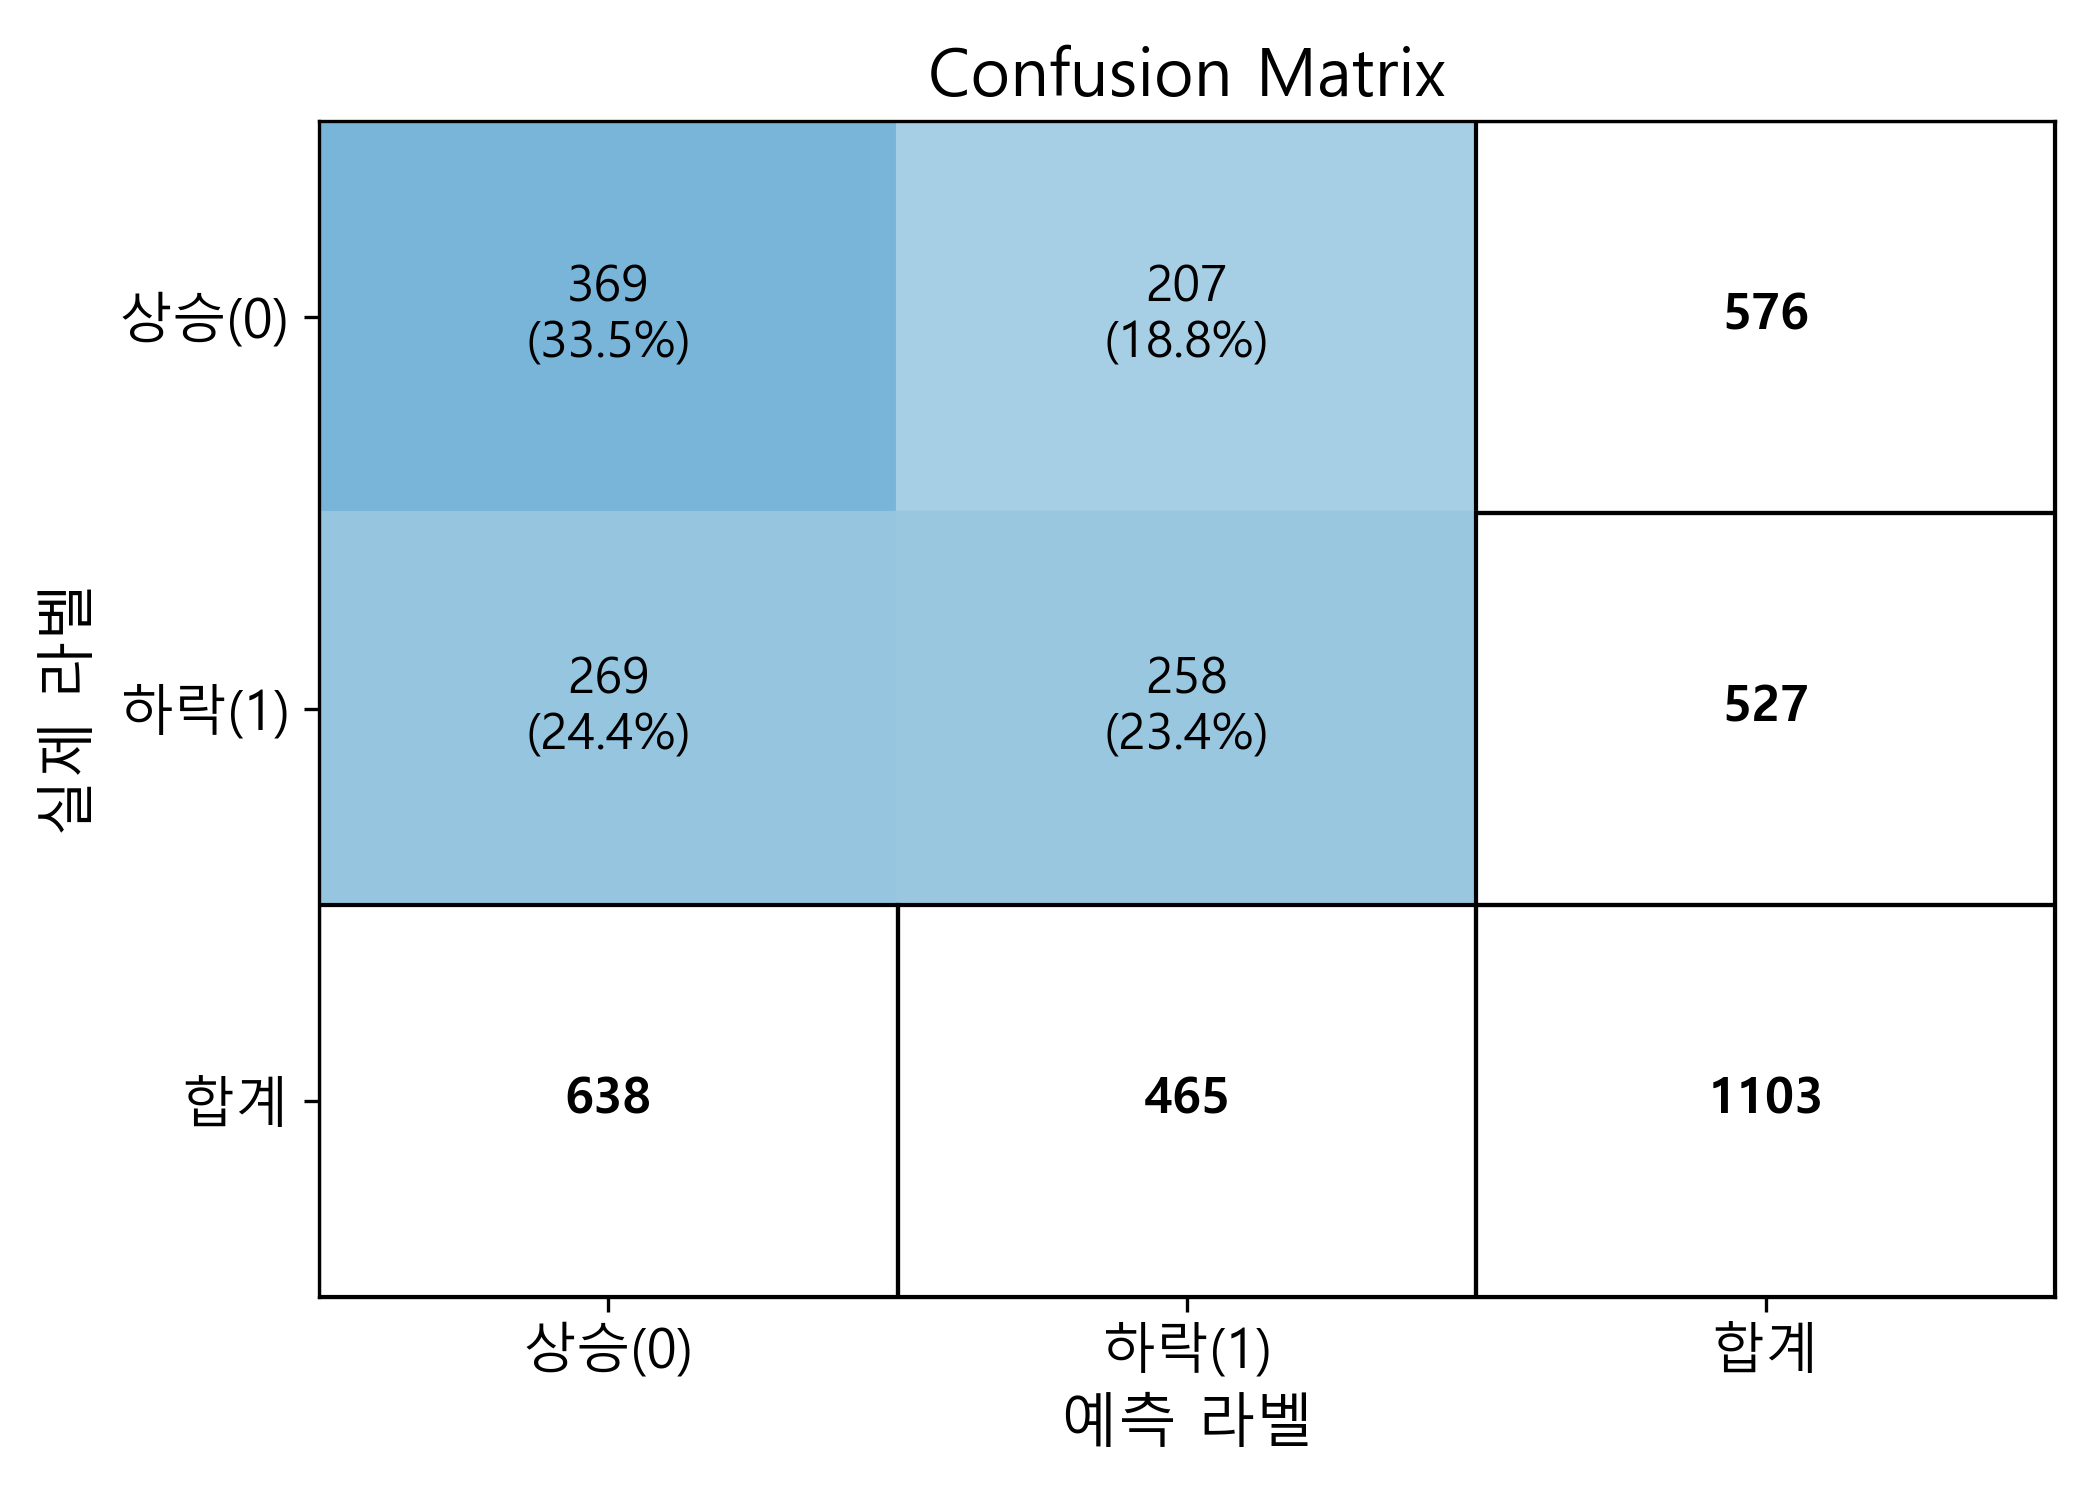 Confusion Matrix
실제 라벨
상승(0)
369
(33.5%)
207
(18.8%)
576
하락(1)
269
(24.4%)
258
(23.4%)
527
합계
638
465
1103
상승(0)
하락(1)
합계
예측 라벨